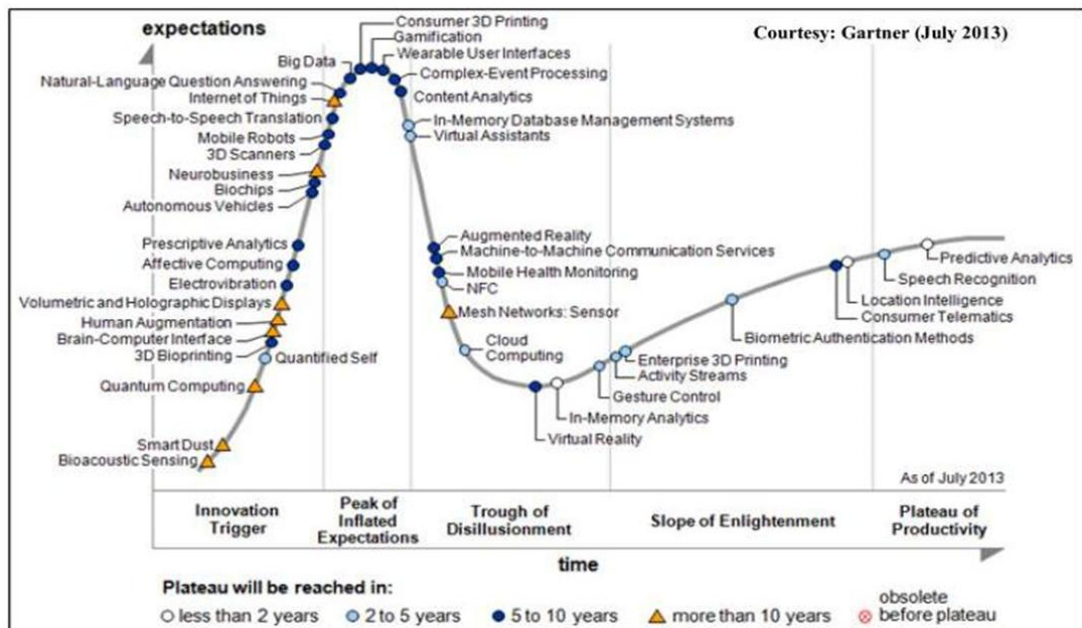 expectations
Courtesy: Gartner (July 2013)
Consumer 3D Printing
Gamification
Wearable User Interfaces
Big Data
Complex-Event Processing
Natural-Language Question Answering
Content Analytics
Internet of Things
In-Memory Database Management Systems
Speech-to-Speech Translation
Virtual Assistants
Mobile Robots
3D Scanners
Neurobusiness
Biochips
Autonomous Vehicles
Augmented Reality
Prescriptive Analytics
Machine-to-Machine Communication Services
Affective Computing
Mobile Health Monitoring
Electrovibration
NFC
Volumetric and Holographic Displays
Mesh Networks: Sensor
Human Augmentation
Brain-Computer Interface
3D Bioprinting
Quantified Self
Cloud
Computing
Quantum Computing
Smart Dust
Bioacoustic Sensing
Predictive Analytics
Speech Recognition
Location Intelligence
Consumer Telematics
Biometric Authentication Methods
Enterprise 3D Printing
Activity Streams
Gesture Control
In-Memory Analytics
Virtual Reality
As of July 2013
Innovation
Trigger
Peak of
Inflated
Expectations
Trough of
Disillusionment
Slope of Enlightenment
Plateau of
Productivity
time
Plateau will be reached in:
less than 2 years
2 to 5 years
5 to 10 years
more than 10 years
obsolete
before plateau